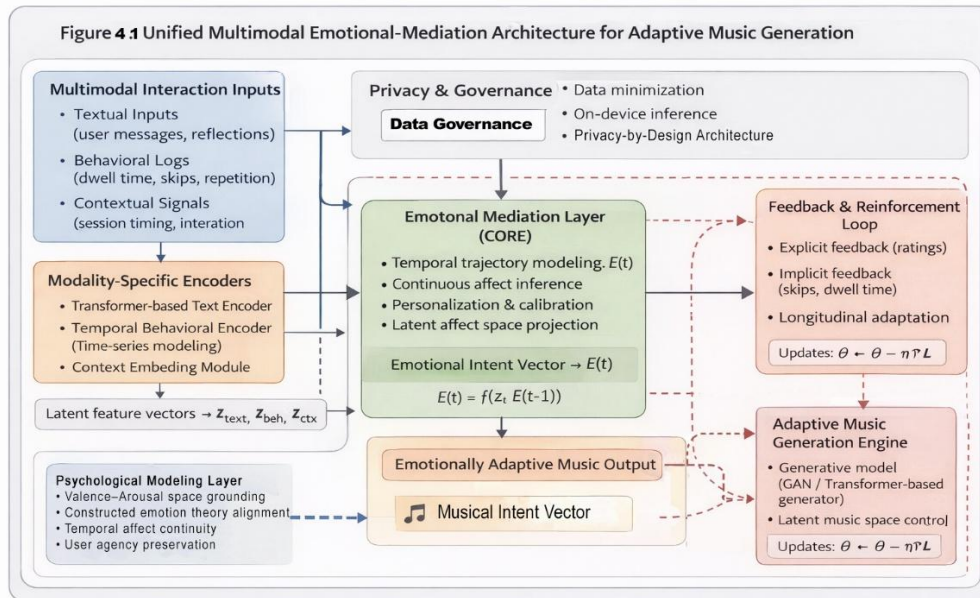 Figure 4.1 Unified Multimodal Emotional-Mediation Architecture for Adaptive Music Generation
Multimodal Interaction Inputs
• Textual Inputs
(user messages, reflections)
• Behavioral Logs
(dwell time, skips, repetition)
• Contextual Signals
(session timing, interation
Privacy & Governance
Data Governance
• Data minimization
• On-device inference
• Privacy-by-Design Architecture
Modality-Specific Encoders
• Transformer-based Text Encoder
• Temporal Behavioral Encoder
(Time-series modeling)
• Context Embeding Module
Latent feature vectors → z_text, z_beh, z_ctx
Emotonal Mediation Layer
(CORE)
• Temporal trajectory modeling. E(t)
• Continuous affect inference
• Personalization & calibration
• Latent affect space projection
Emotional Intent Vector → E(t)
E(t) = f(z_t E(t-1))
Feedback & Reinforcement
Loop
• Explicit feedback (ratings)
• Implicit feedback
(skips, dwell time)
• Longitudinal adaptation
Updates: θ ← θ − η∇L
Psychological Modeling Layer
• Valence–Arousal space grounding
• Constructed emotion theory alignment
• Temporal affect continuity
• User agency preservation
Emotionally Adaptive Music Output
Musical Intent Vector
Adaptive Music
Generation Engine
• Generative model
(GAN / Transformer-based
generator)
• Latent music space control
Updates: θ ← θ − η∇L